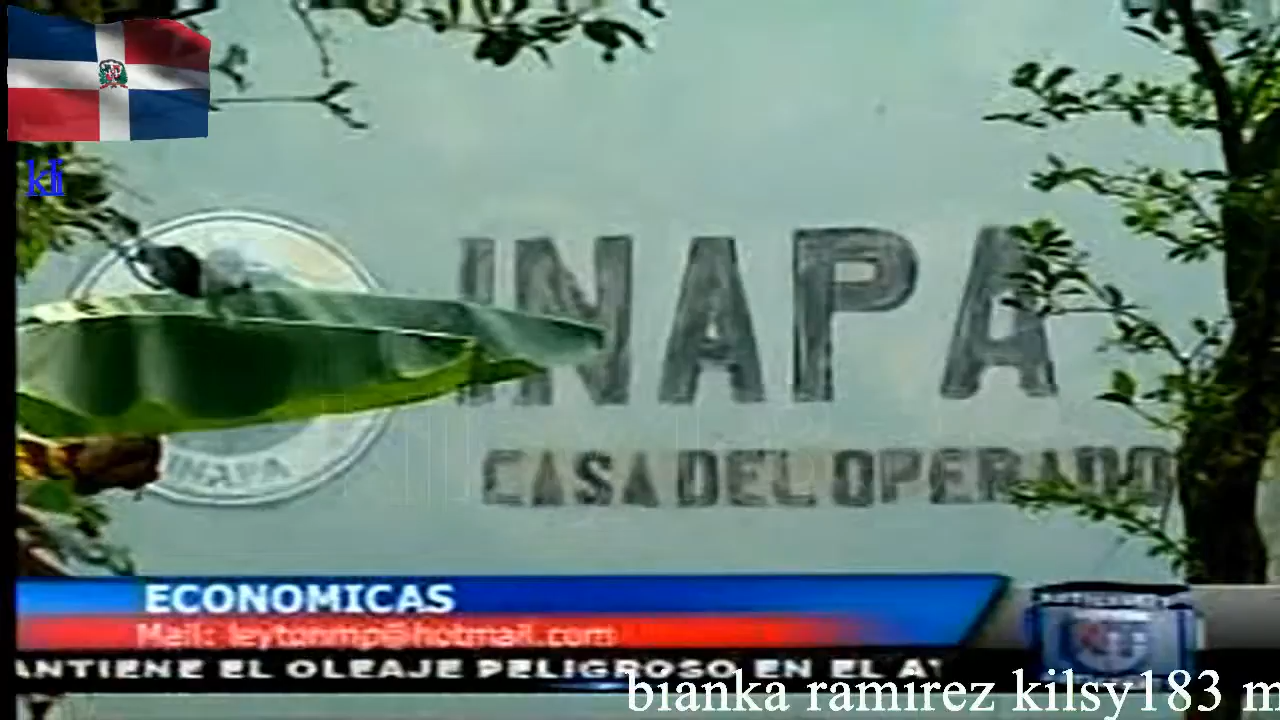 kli
INAPA
INAPA
CASA DEL OPERADO
ECONOMICAS
Mail: leytonmp@hotmail.com
ANTIENE EL OLEAJE PELIGROSO EN EL A
bianka ramirez kilsy183 m